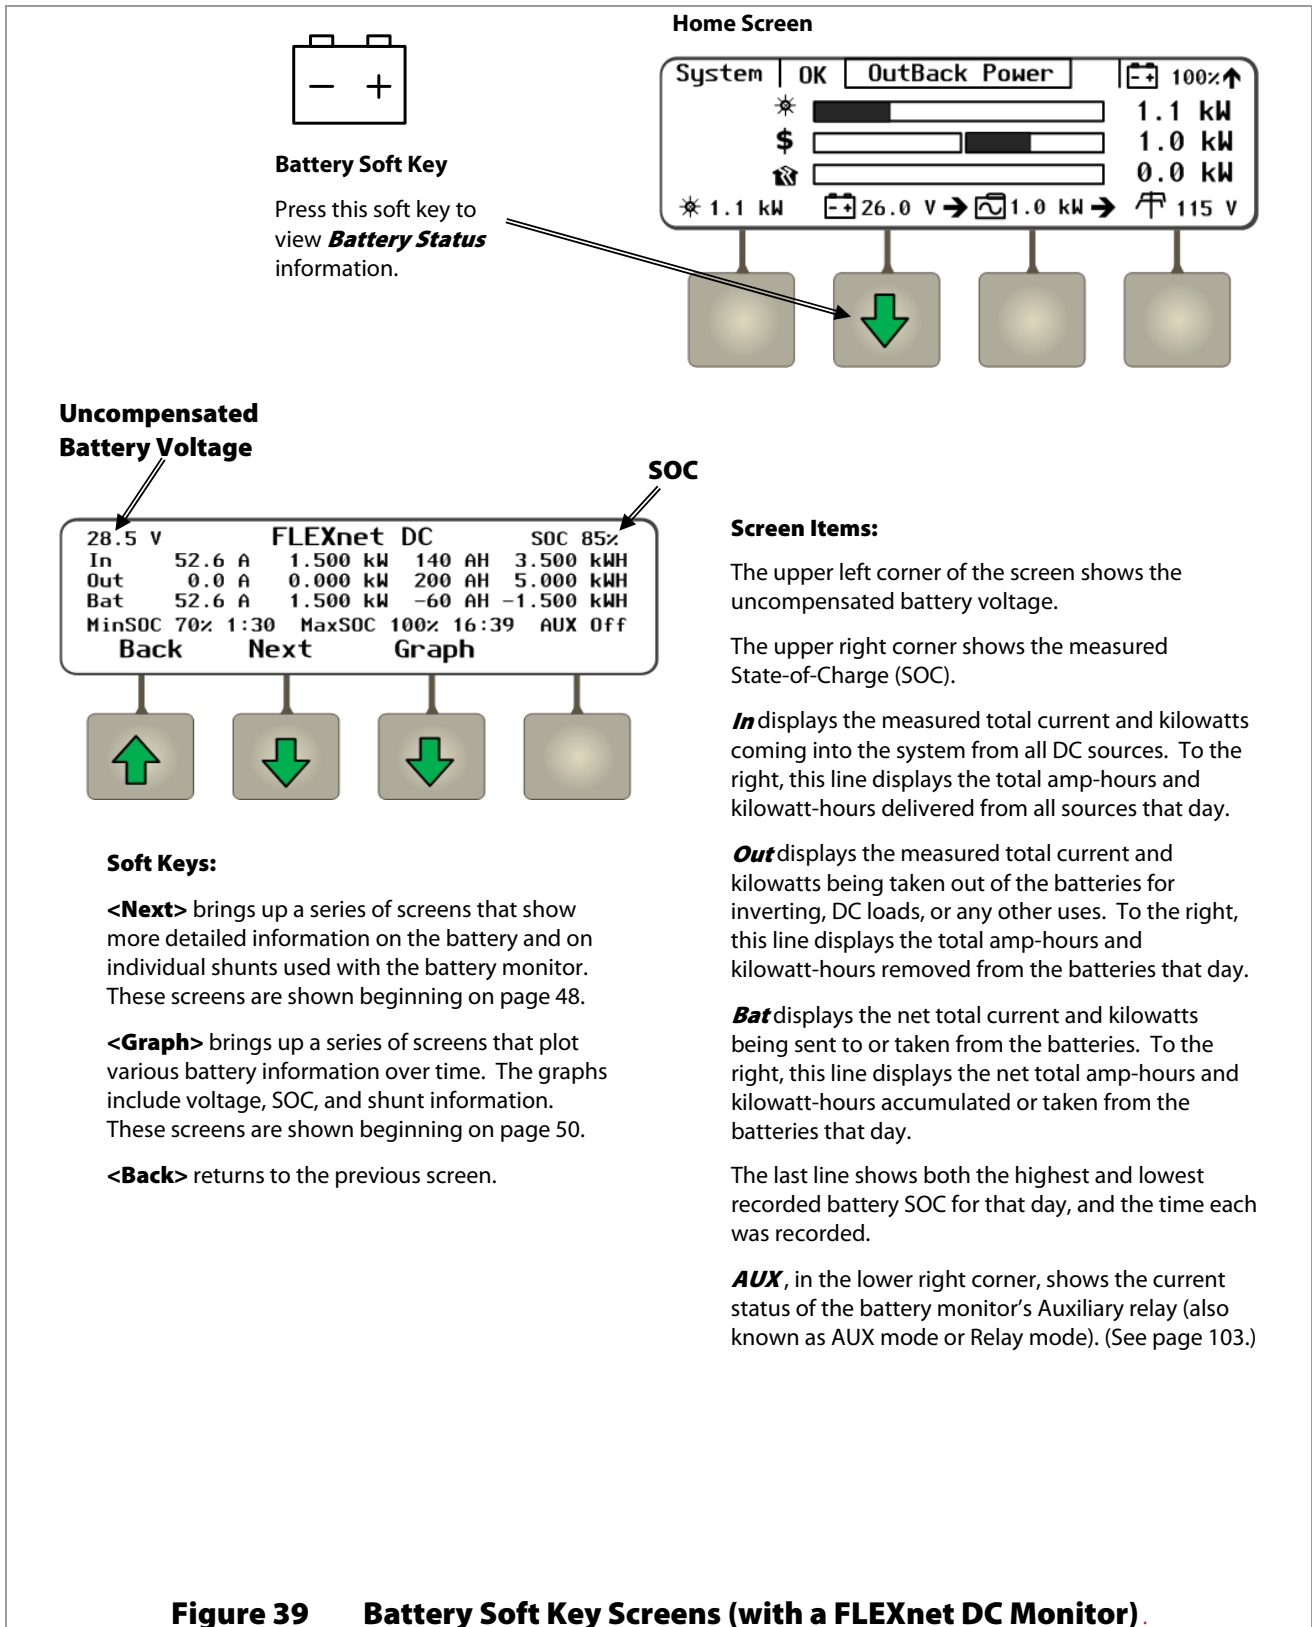 Home Screen
System OK OutBack Power - + 100%
1.1 kW
$ 1.0 kW
0.0 kW
1.1 kW - + 26.0 V 1.0 kW 115 V
- +
Battery Soft Key
Press this soft key to
view Battery Status
information.
Uncompensated
Battery Voltage
SOC
28.5 V FLEXnet DC SOC 85%
In 52.6 A 1.500 kW 140 AH 3.500 kWH
Out 0.0 A 0.000 kW 200 AH 5.000 kWH
Bat 52.6 A 1.500 kW -60 AH -1.500 kWH
MinSOC 70% 1:30 MaxSOC 100% 16:39 AUX Off
Back Next Graph
Soft Keys:
<Next> brings up a series of screens that show
more detailed information on the battery and on
individual shunts used with the battery monitor.
These screens are shown beginning on page 48.
<Graph> brings up a series of screens that plot
various battery information over time. The graphs
include voltage, SOC, and shunt information.
These screens are shown beginning on page 50.
<Back> returns to the previous screen.
Screen Items:
The upper left corner of the screen shows the
uncompensated battery voltage.
The upper right corner shows the measured
State-of-Charge (SOC).
In displays the measured total current and kilowatts
coming into the system from all DC sources. To the
right, this line displays the total amp-hours and
kilowatt-hours delivered from all sources that day.
Out displays the measured total current and
kilowatts being taken out of the batteries for
inverting, DC loads, or any other uses. To the right,
this line displays the total amp-hours and
kilowatt-hours removed from the batteries that day.
Bat displays the net total current and kilowatts
being sent to or taken from the batteries. To the
right, this line displays the net total amp-hours and
kilowatt-hours accumulated or taken from the
batteries that day.
The last line shows both the highest and lowest
recorded battery SOC for that day, and the time each
was recorded.
AUX, in the lower right corner, shows the current
status of the battery monitor's Auxiliary relay (also
known as AUX mode or Relay mode). (See page 103.)
Figure 39 Battery Soft Key Screens (with a FLEXnet DC Monitor).